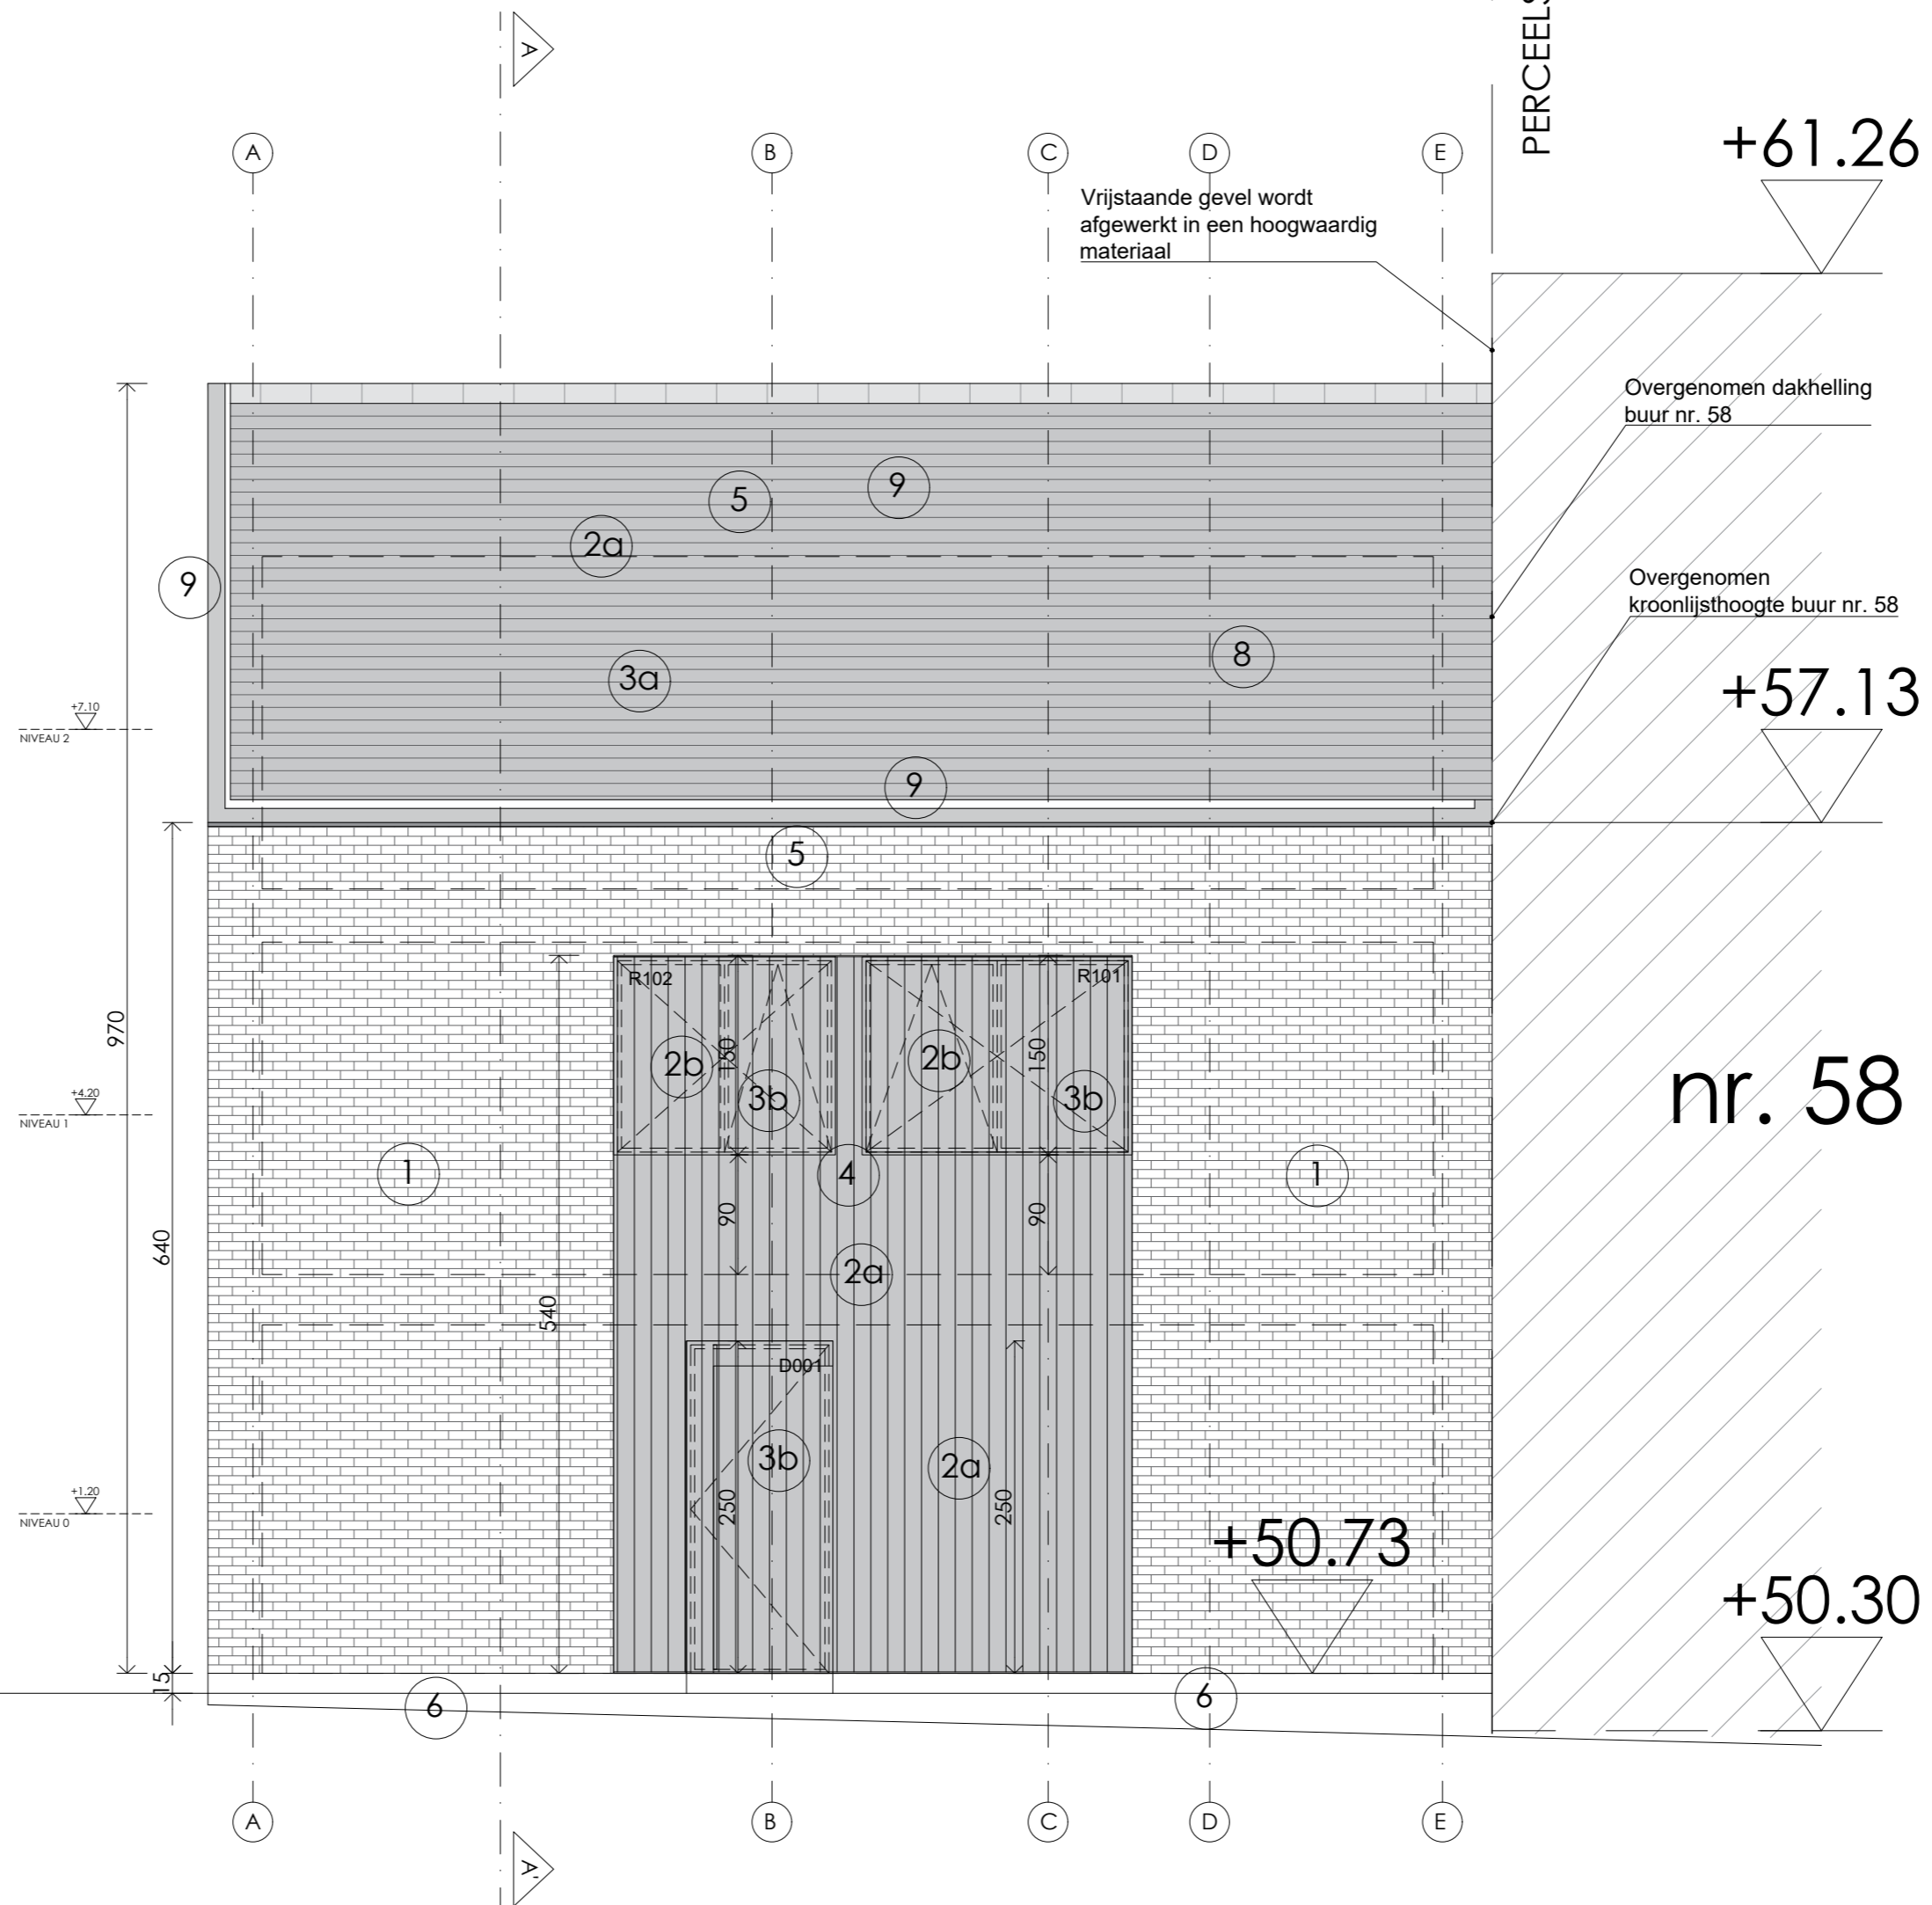 A
PERCEELS
+61.26
A
B
C
D
E
Vrijstaande gevel wordt
afgewerkt in een hoogwaardig
materiaal
Overgenomen dakhelling
buur nr. 58
9
5
2a
9
Overgenomen
kroonlijsthoogte buur nr. 58
8
3a
+57.13
+7.10
NIVEAU 2
9
5
970
R102
R101
150
150
2b
2b
3b
3b
nr. 58
+4.20
NIVEAU 1
1
4
1
90
90
640
2a
540
D001
3b
2a
250
250
+1.20
NIVEAU 0
+50.73
+50.30
15
6
6
A
B
C
D
E
A'